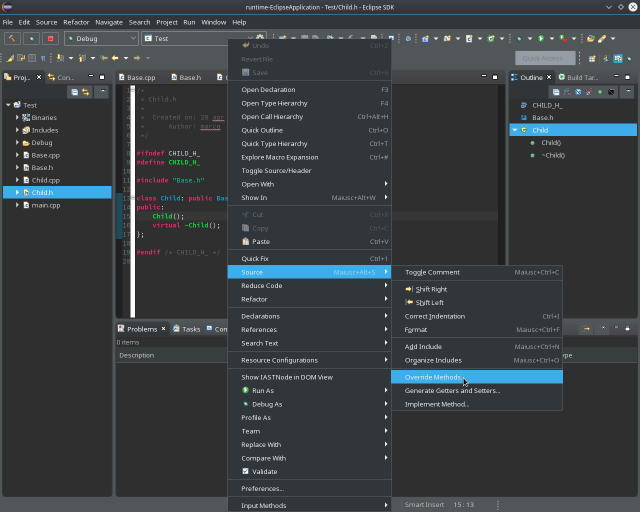 runtime-EclipseApplication - Test/Child.h - Eclipse SDK
File Edit Source Refactor Navigate Search Project Run Window Help
Debug
Test
Quick Access
Proj...
Con...
Test
Binaries
Includes
Debug
Base.cpp
Base.h
Child.cpp
Child.h
main.cpp
Base.cpp
Base.h
* Child.h
* Created on: 20
* Author: marco
*/
#ifndef CHILD_H_
#define CHILD_H_
#include "Base.h"
class Child: public Bas
public:
Child();
virtual ~Child();
};
#endif /* CHILD_H_ */
Undo Ctrl+Z
Revert File
Save Ctrl+S
Open Declaration F3
Open Type Hierarchy F4
Open Call Hierarchy Ctrl+Alt+H
Quick Outline Ctrl+O
Quick Type Hierarchy Ctrl+T
Explore Macro Expansion Ctrl+#
Toggle Source/Header
Open With
Show In Maiusc+Alt+W
Cut Ctrl+X
Copy Ctrl+C
Paste Ctrl+V
Quick Fix Ctrl+1
Source Maiusc+Alt+S
Reduce Code
Refactor
Declarations
References
Search Text
Resource Configurations
Show IASTNode in DOM View
Run As
Debug As
Profile As
Team
Replace With
Compare With
Validate
Preferences...
Input Methods
Toggle Comment Maiusc+Ctrl+C
Shift Right
Shift Left
Correct Indentation Ctrl+I
Format Maiusc+Ctrl+F
Add Include Maiusc+Ctrl+N
Organize Includes Maiusc+Ctrl+O
Override Methods...
Generate Getters and Setters...
Implement Method...
Outline
Build Tar...
CHILD_H_
Base.h
Child
Child()
~Child()
Problems
Tasks
Con
0 items
Description
ype
Smart Insert
15 : 13